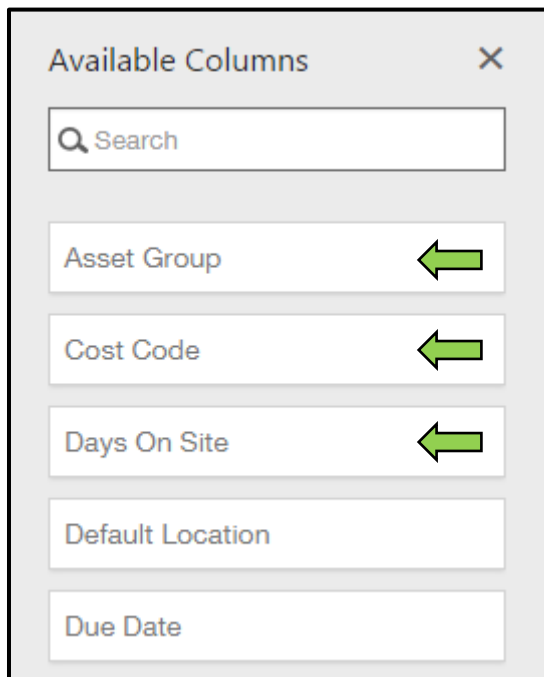 Available Columns
Search
Asset Group
Cost Code
Days On Site
Default Location
Due Date